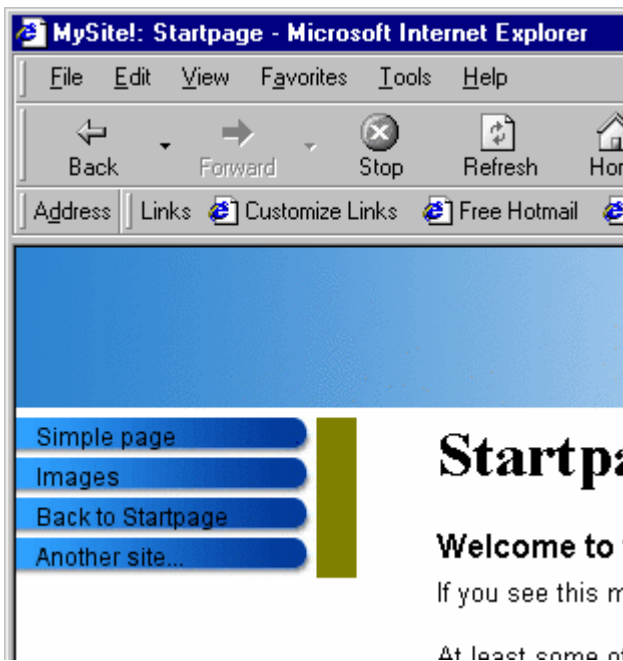 MySite!: Startpage - Microsoft Internet Explorer
File Edit View Favorites Tools Help
Back Forward Stop Refresh
Address Links Customize Links Free Hotmail
Simple page
Images
Back to Startpage
Another site...
Startpa
Welcome to
If you see this m
At least some of